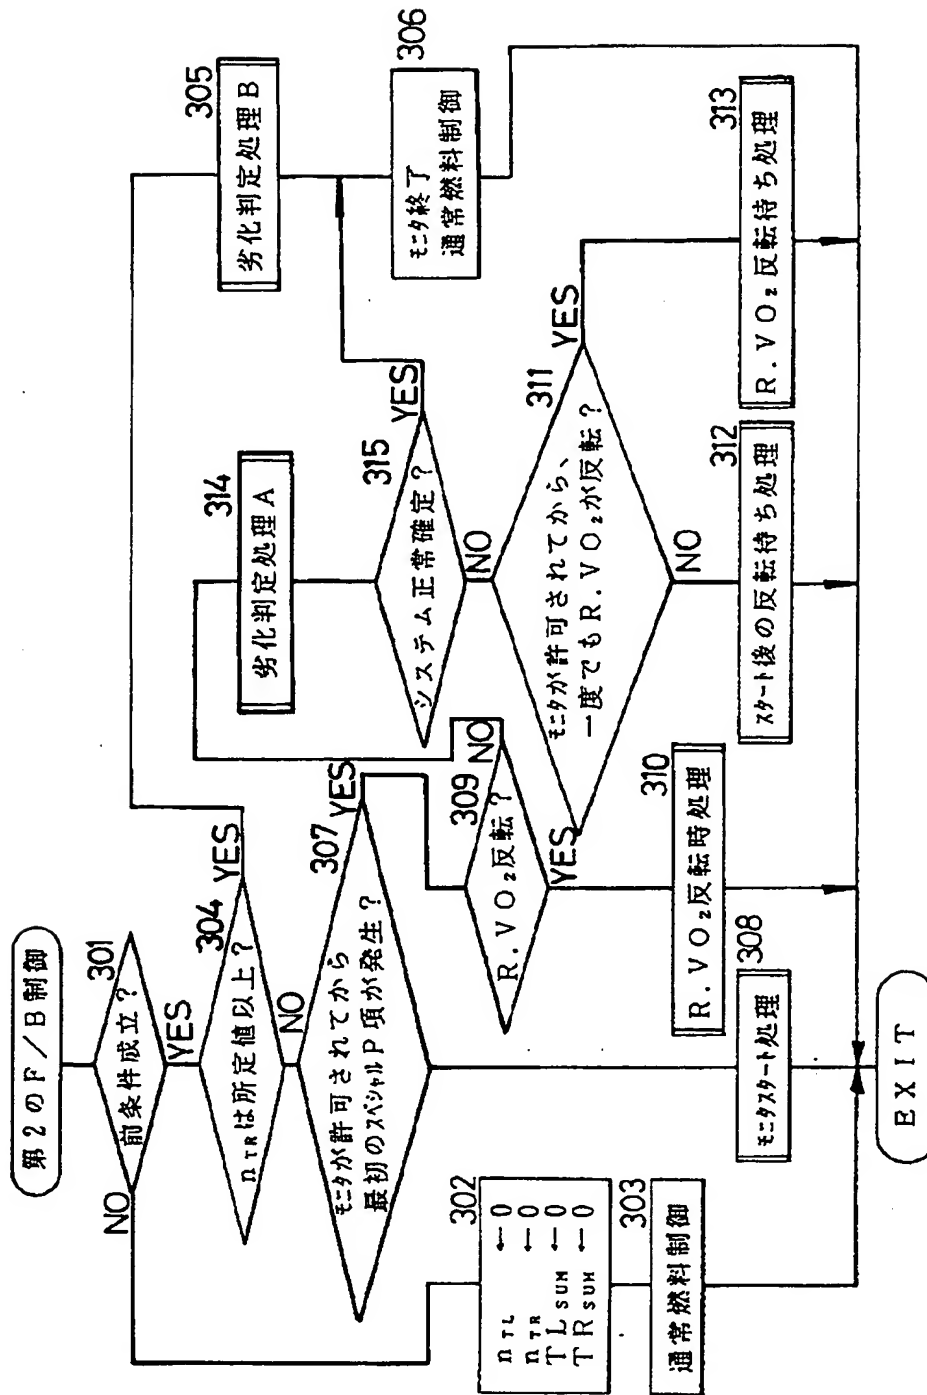 第2のF/B制御
前条件成立?
301
NO
YES
nTRは所定値以上?
304
YES
NO
モニタが許可されてから
最初のスペシャルP項が発生?
307
YES
302
nTL ←0
nTR ←0
TLSUM ←0
TRSUM ←0
303
通常燃料制御
モニタスタート処理
308
R.VO₂反転?
309
NO
YES
R.VO₂反転時処理
310
劣化判定処理A
314
システム正常確定?
315
YES
NO
モニタが許可されてから、
一度でもR.VO₂が反転?
311
YES
NO
スタート後の反転待ち処理
312
R.VO₂反転待ち処理
313
劣化判定処理B
305
モニタ終了
通常燃料制御
306
EXIT